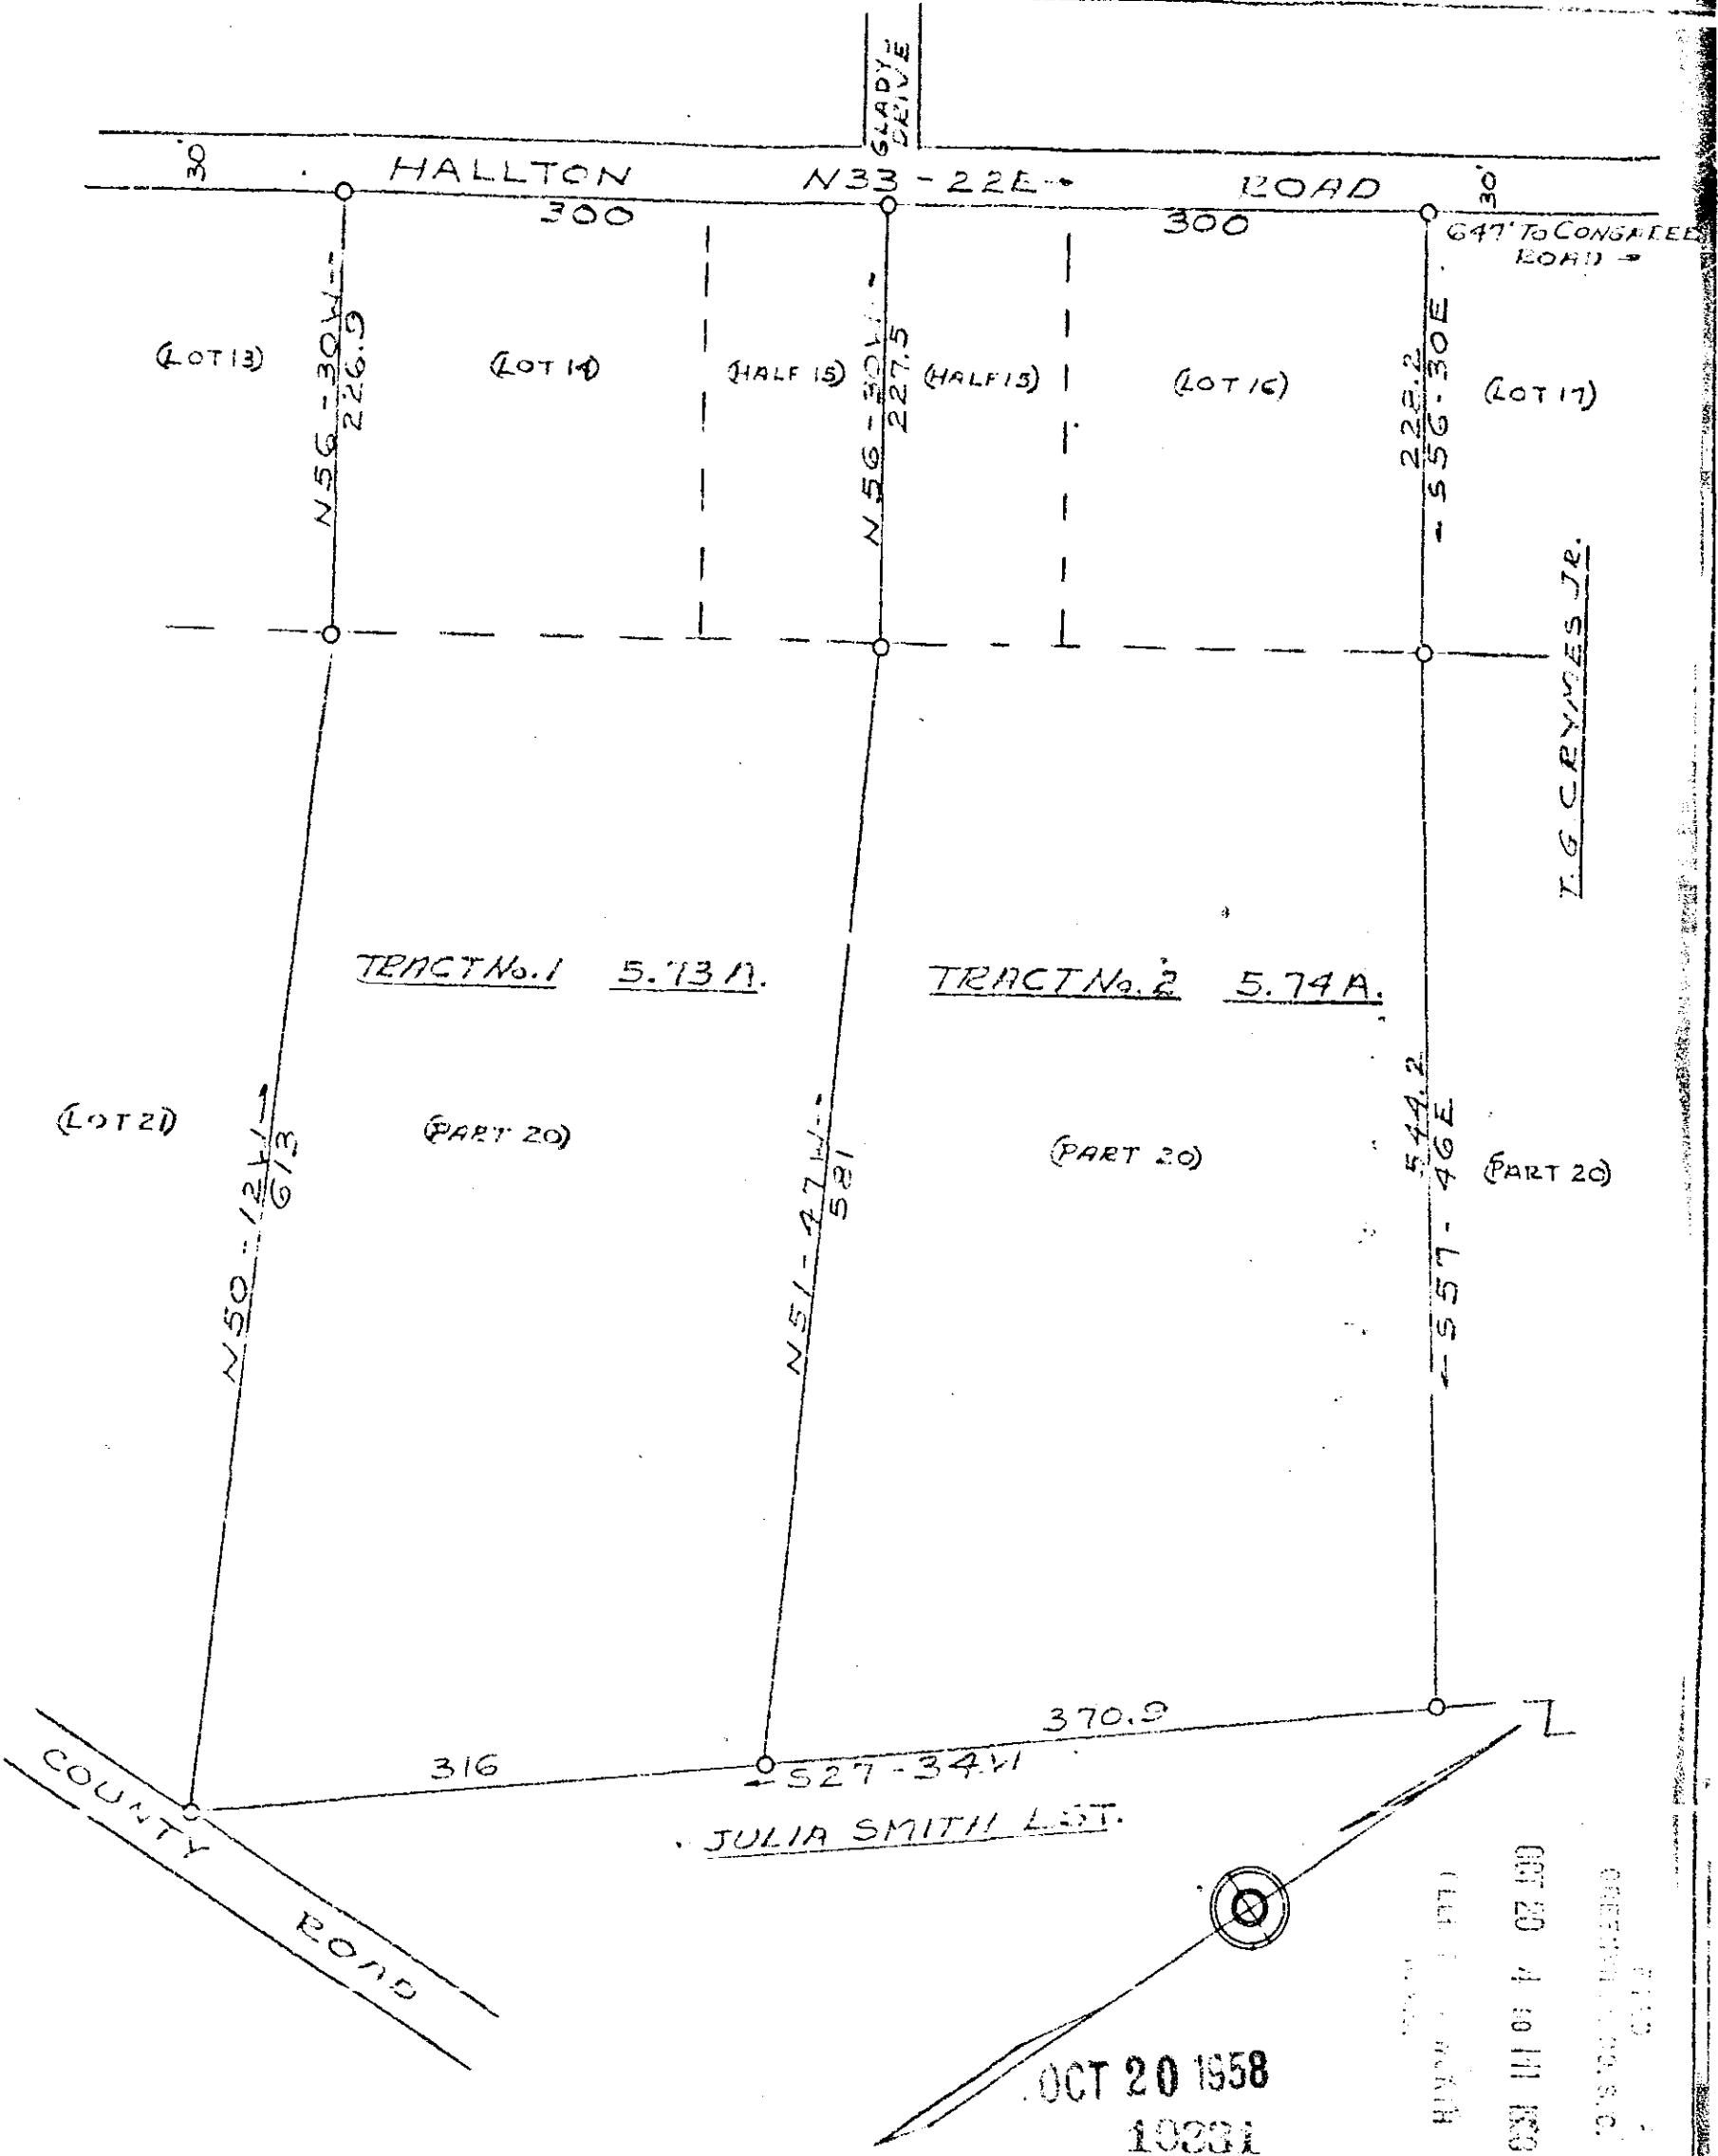 GLADY
DRIVE
30'
HALLTON
N33-22E
ROAD
30'
300
300
647' TO CONGAREE
ROAD
N56-30W
226.9
N56-30W
227.5
228.2
S56-30E
(LOT 13)
(LOT 14)
(HALF 15)
(HALF 15)
(LOT 16)
(LOT 17)
T. G CRYMES JR.
TRACT No. 1 5.73 A.
TRACT No. 2 5.74 A.
(LOT 21)
N50-12W
613
(PART 20)
N51-47W
581
(PART 20)
544.2
S57-46E
(PART 20)
370.9
316
S27-34W
JULIA SMITH EST.
COUNTY
ROAD
OCT 20 1958
OCT 20 4